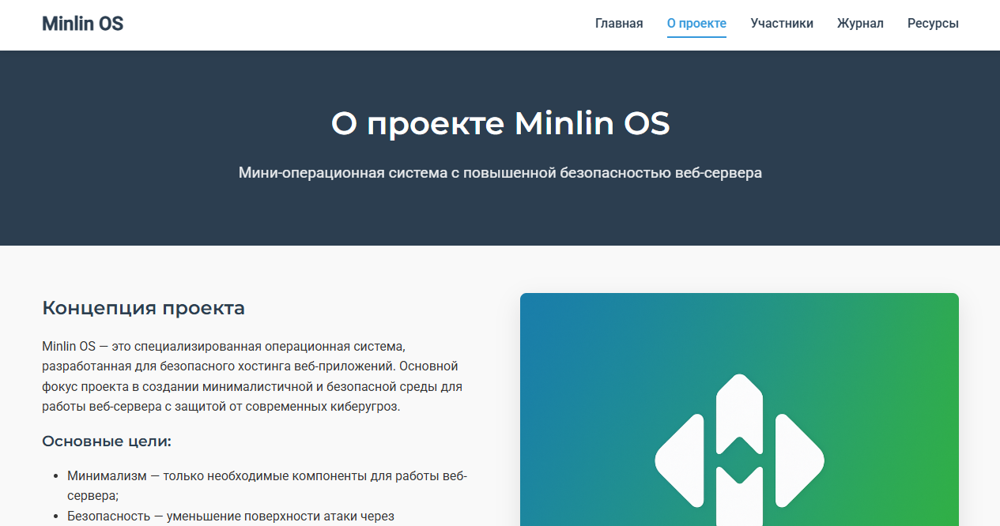 Minlin OS
Главная
О проекте
Участники
Журнал
Ресурсы
О проекте Minlin OS
Мини-операционная система с повышенной безопасностью веб-сервера
Концепция проекта
Minlin OS — это специализированная операционная система,
разработанная для безопасного хостинга веб-приложений. Основной
фокус проекта в создании минималистичной и безопасной среды для
работы веб-сервера с защитой от современных киберугроз.
Основные цели:
• Минимализм — только необходимые компоненты для работы веб-
сервера;
• Безопасность — уменьшение поверхности атаки через